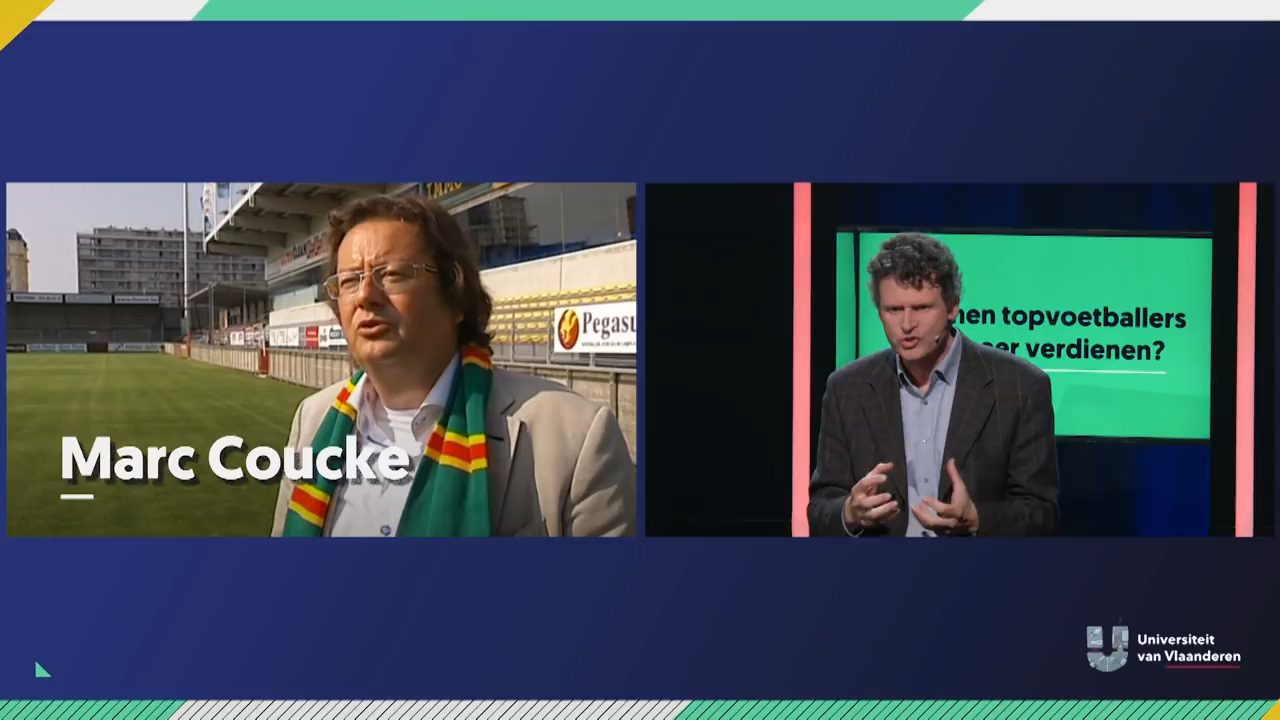 Marc Coucke
Pegasu
nen topvoetballers
eer verdienen?
Universiteit
van Vlaanderen